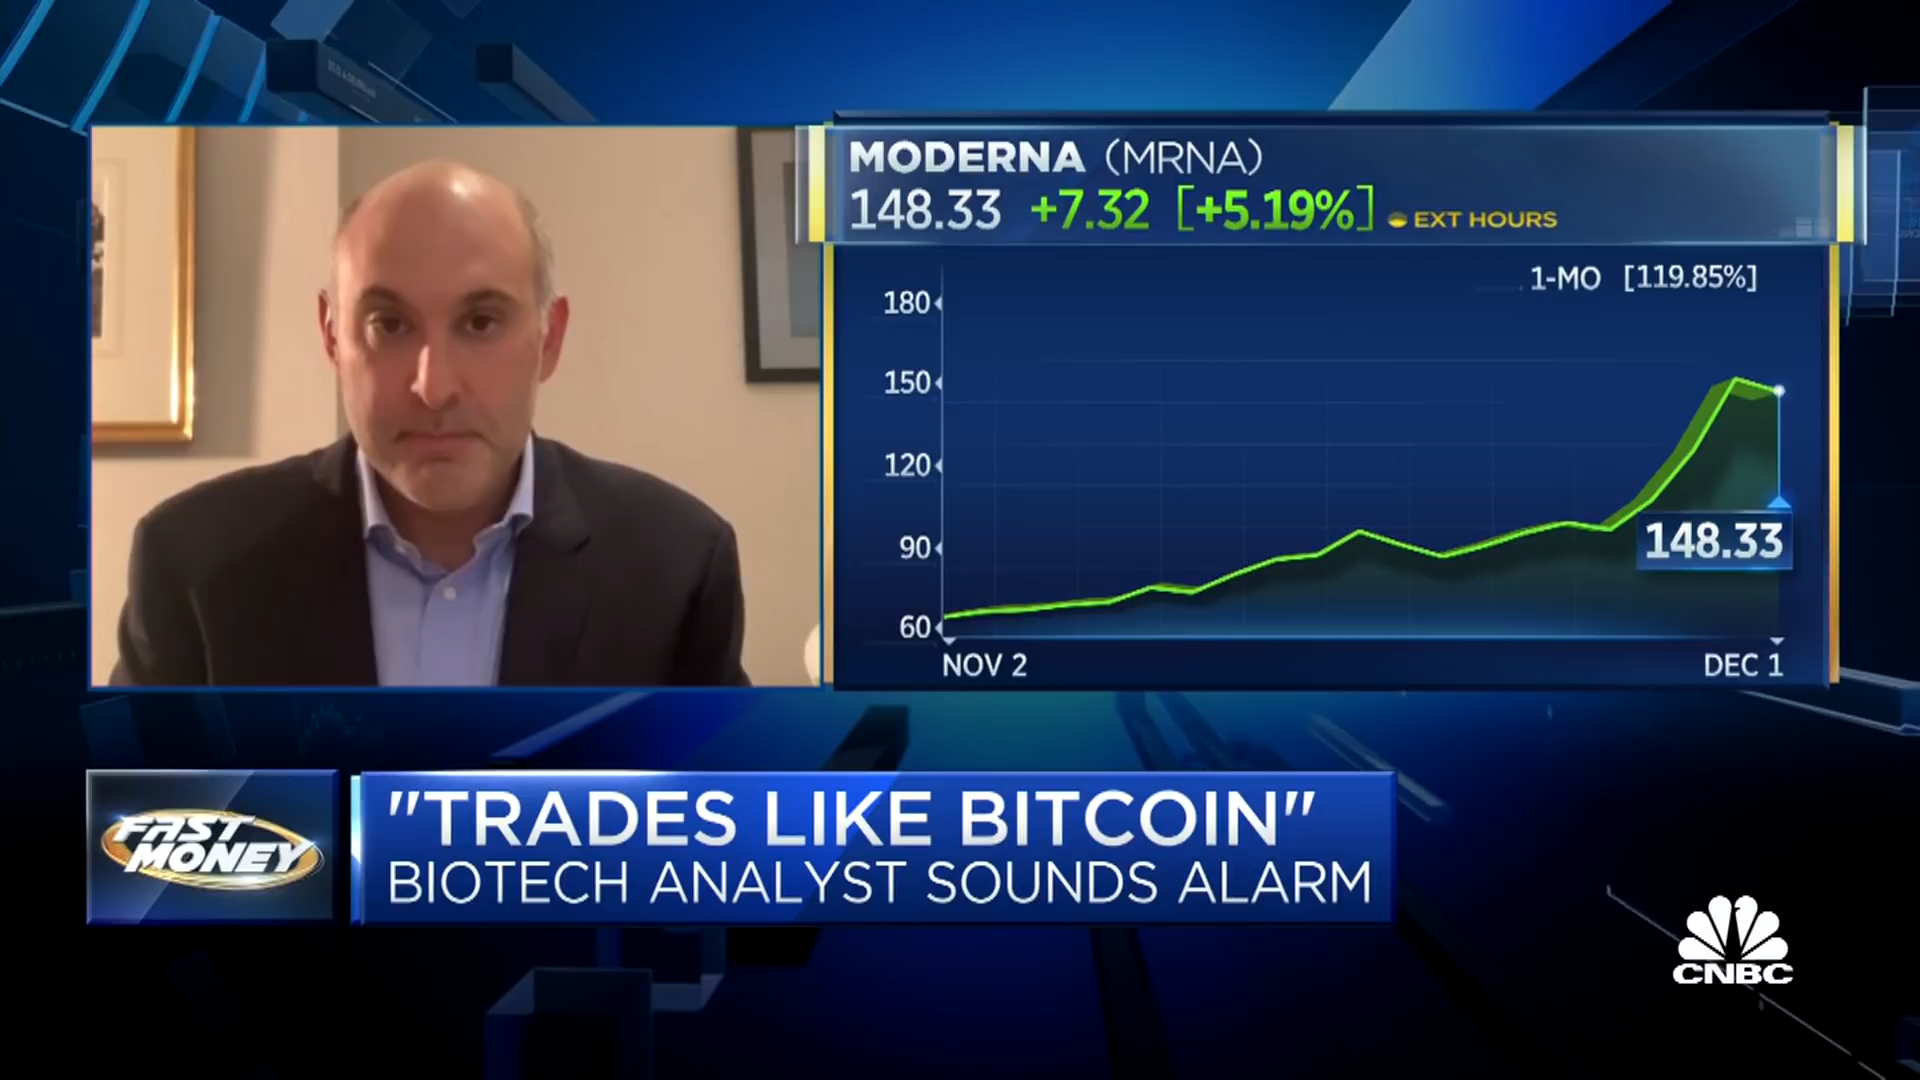 MODERNA (MRNA)
148.33 +7.32 [+5.19%] EXT HOURS
1-MO [119.85%]
180
150
120
90
60
148.33
NOV 2 DEC 1
FAST
MONEY
"TRADES LIKE BITCOIN"
BIOTECH ANALYST SOUNDS ALARM
CNBC